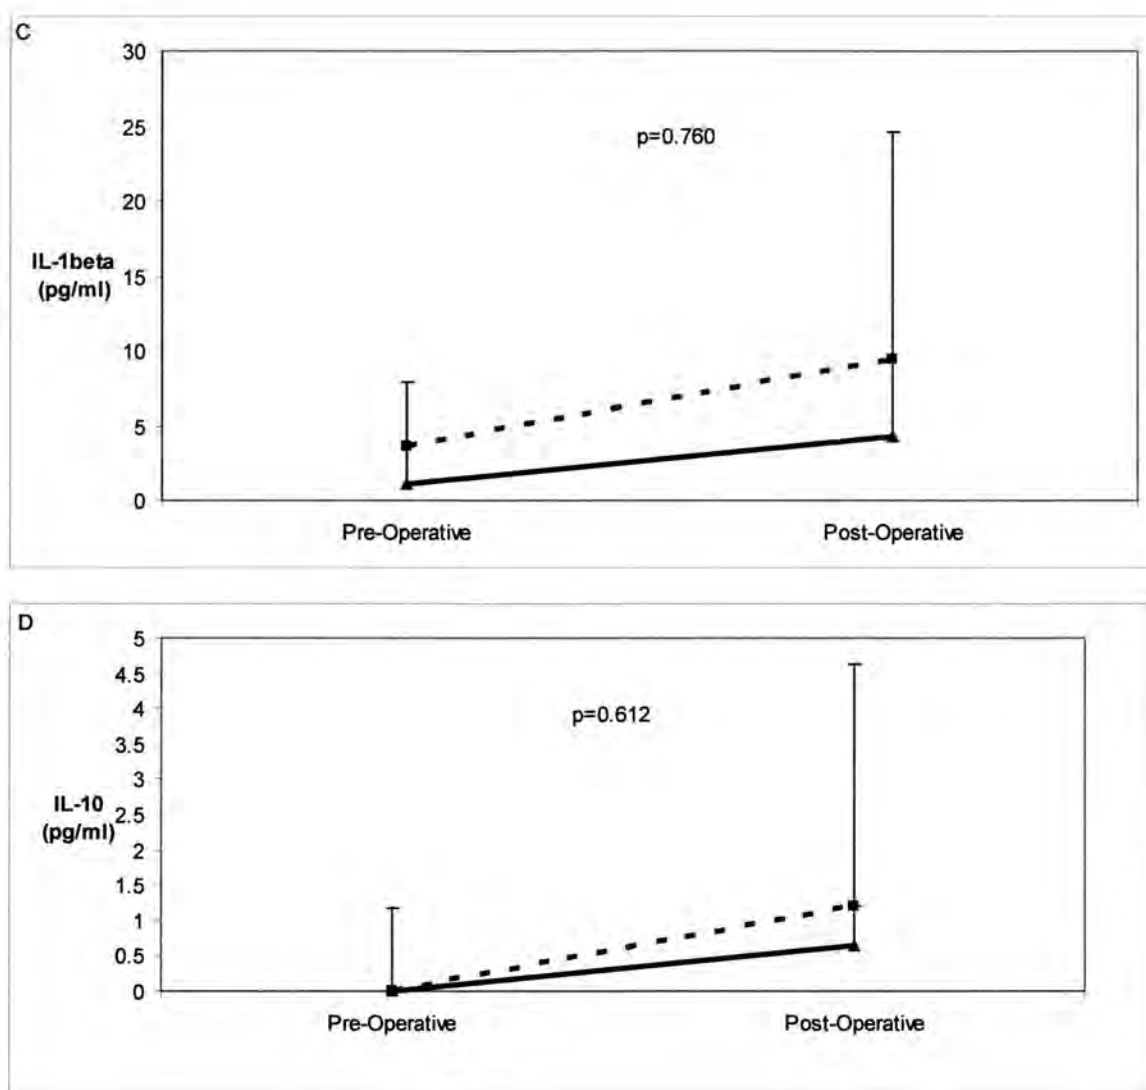 C
30
25
20
15
10
5
0
IL-1beta
(pg/ml)
p=0.760
Pre-Operative Post-Operative
D
5
4.5
4
3.5
3
2.5
2
1.5
1
0.5
0
IL-10
(pg/ml)
p=0.612
Pre-Operative Post-Operative